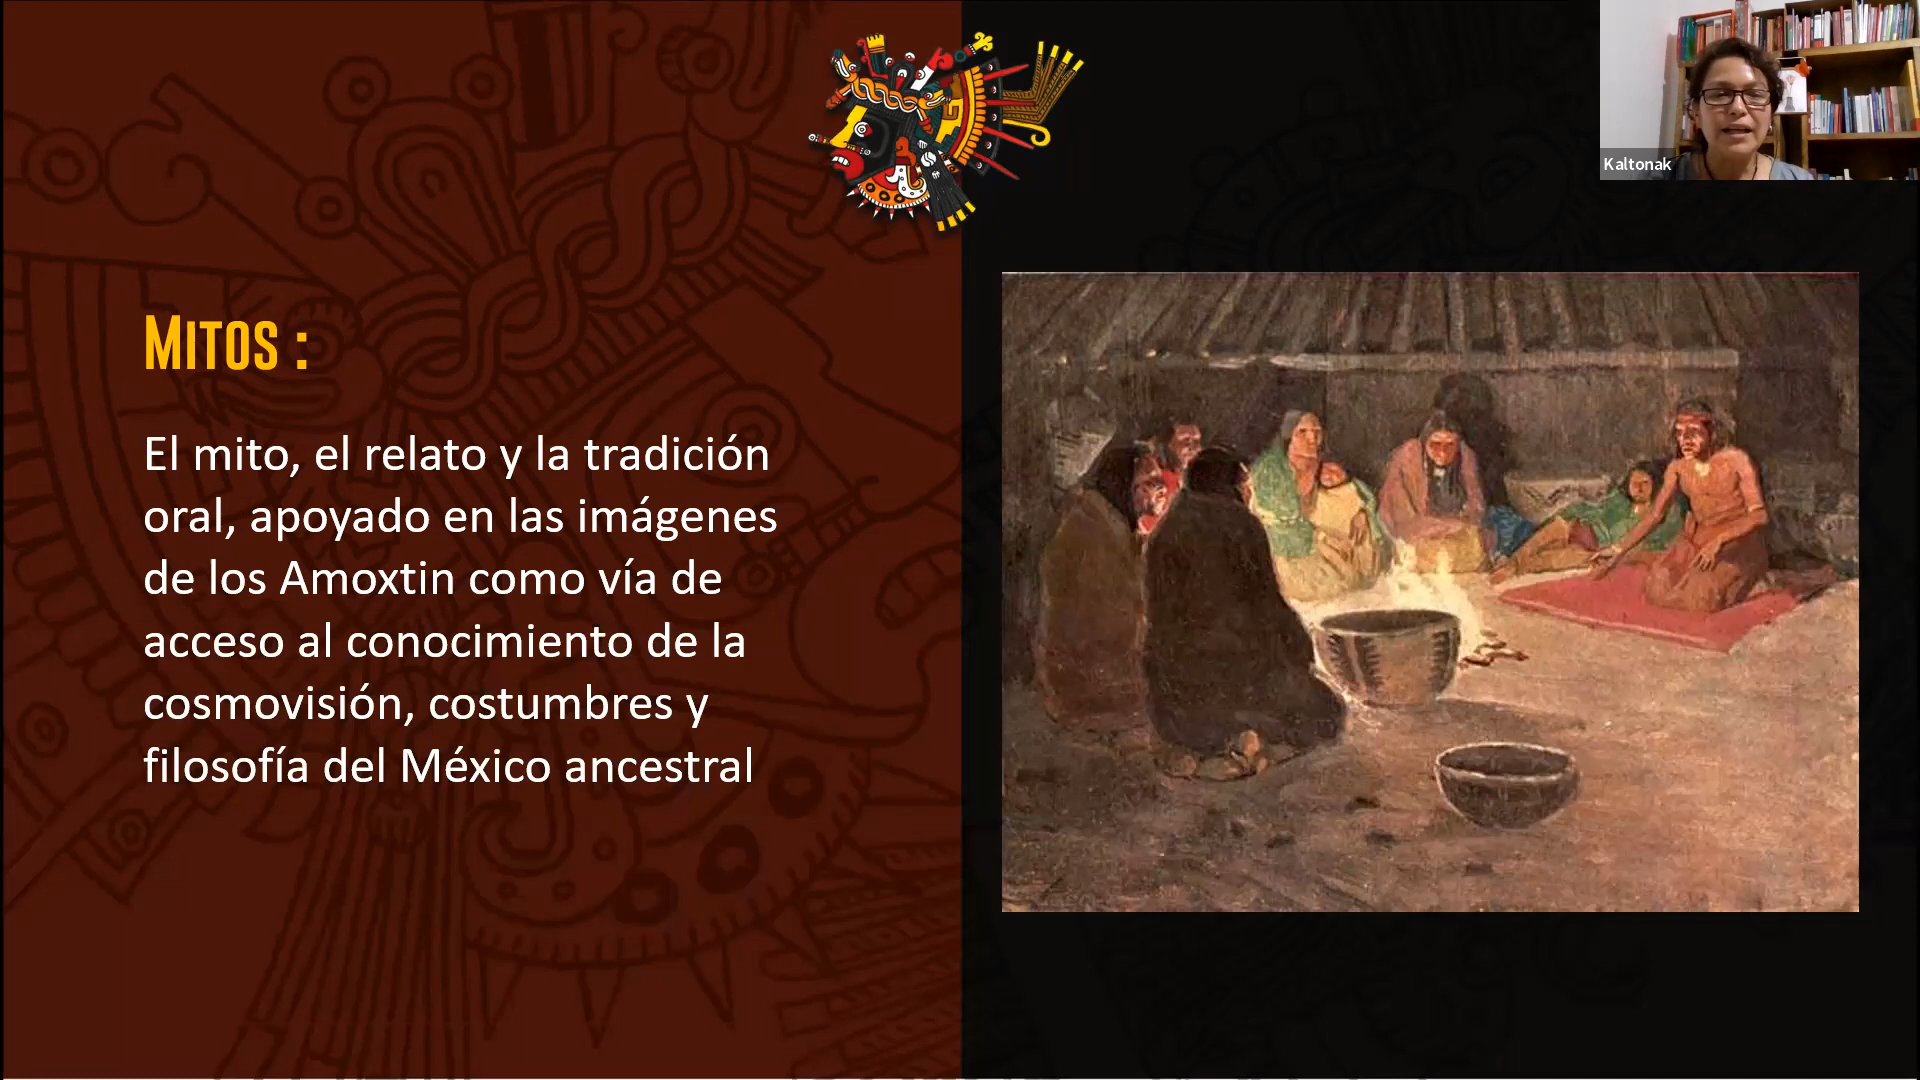 Kaltonak
Mitos :
El mito, el relato y la tradición
oral, apoyado en las imágenes
de los Amoxtin como vía de
acceso al conocimiento de la
cosmovisión, costumbres y
filosofía del México ancestral